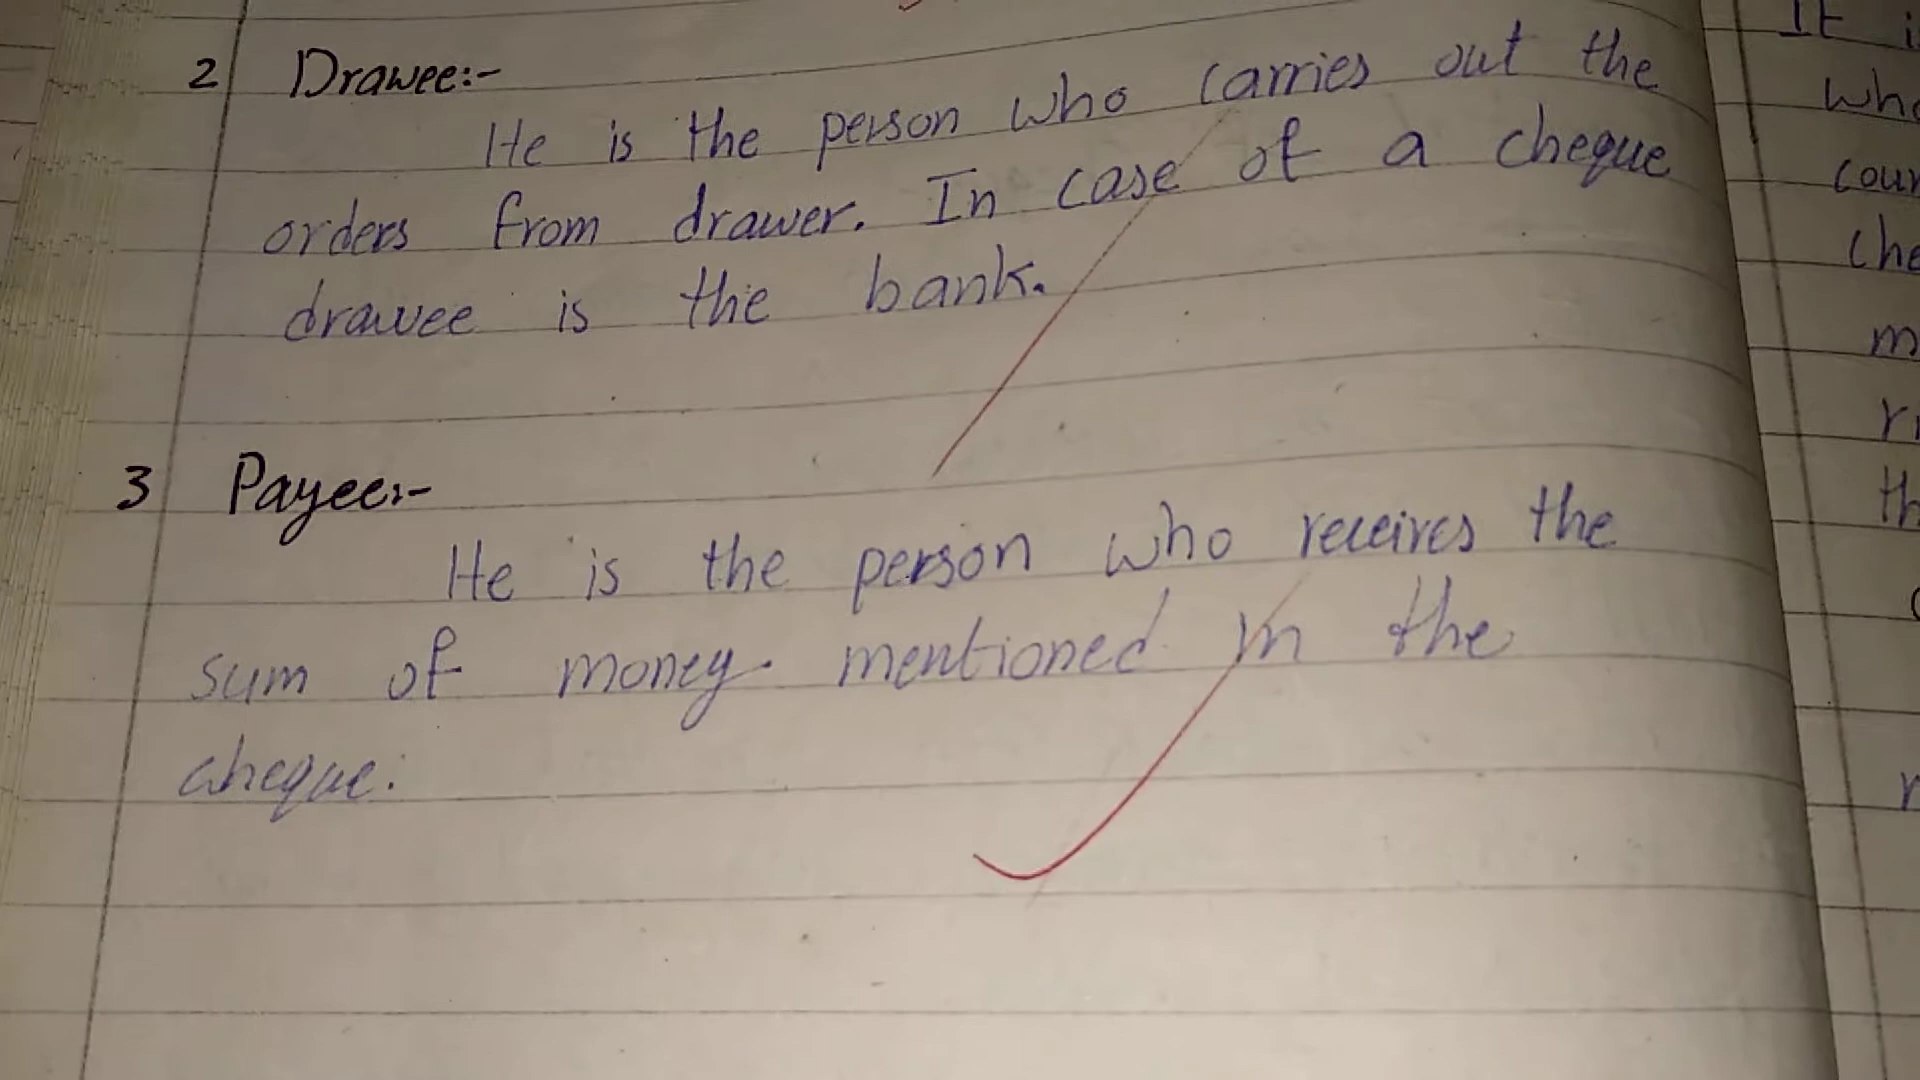 2 Drawee:-
He is the person who carries out the
orders from drawer. In case of a cheque
drawee is the bank.
3 Payee:-
He is the person who receives the
sum of money mentioned in the
cheque.
It